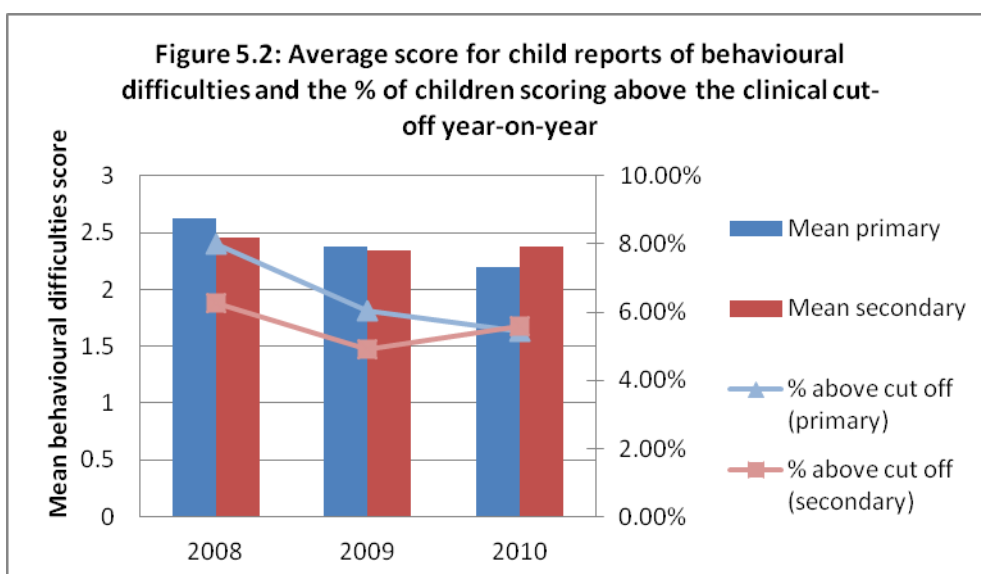 Figure 5.2: Average score for child reports of behavioural
difficulties and the % of children scoring above the clinical cut-
off year-on-year
Mean behavioural difficulties score
3
2.5
2
1.5
1
0.5
0
10.00%
8.00%
6.00%
4.00%
2.00%
0.00%
2008
2009
2010
Mean primary
Mean secondary
% above cut off
(primary)
% above cut off
(secondary)